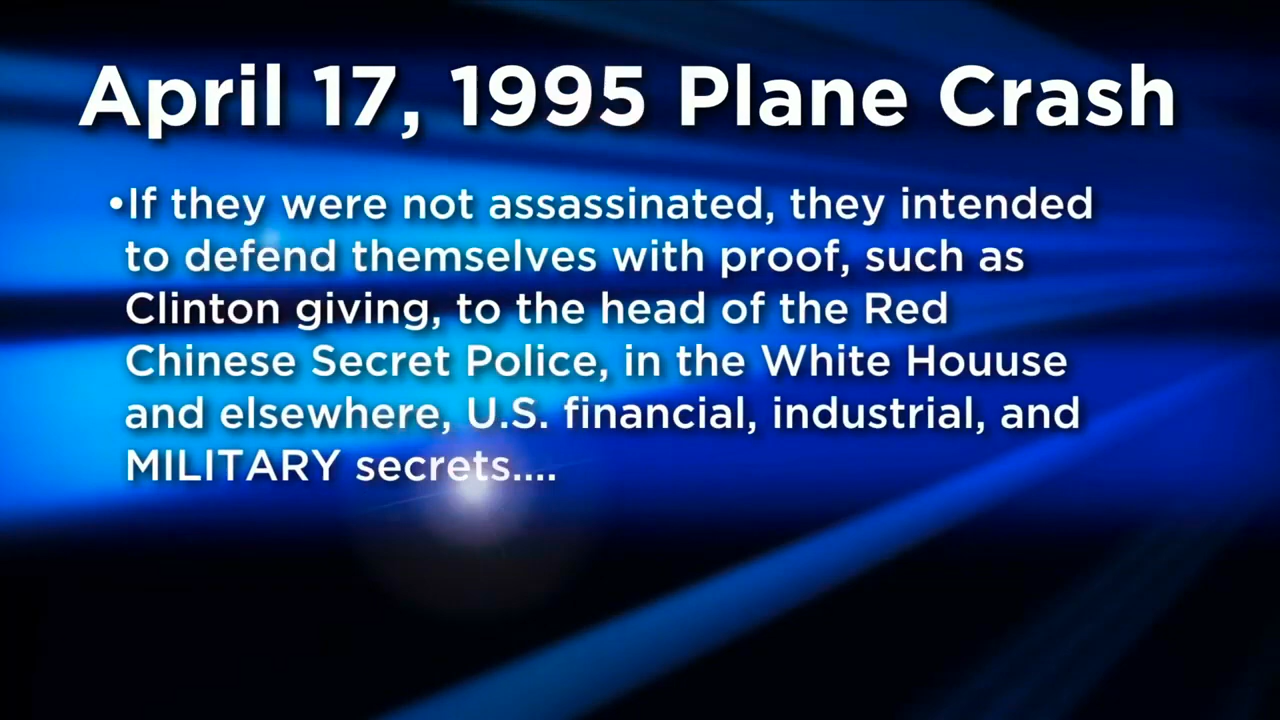 April 17, 1995 Plane Crash
•If they were not assassinated, they intended
to defend themselves with proof, such as
Clinton giving, to the head of the Red
Chinese Secret Police, in the White Houuse
and elsewhere, U.S. financial, industrial, and
MILITARY secrets....